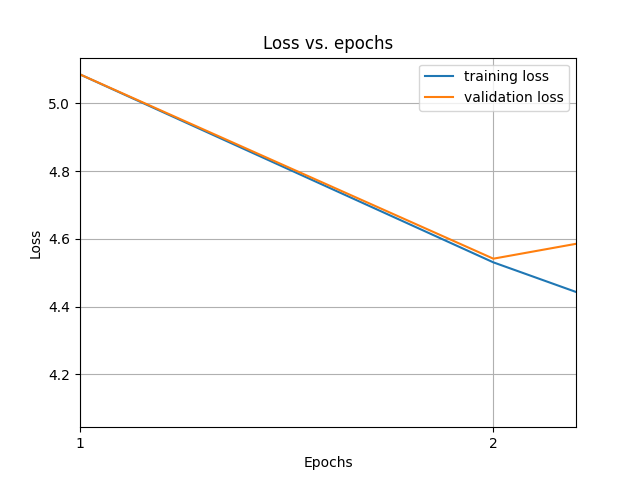 Loss vs. epochs
training loss
validation loss
5.0
4.8
4.6
4.4
4.2
Loss
1
2
Epochs